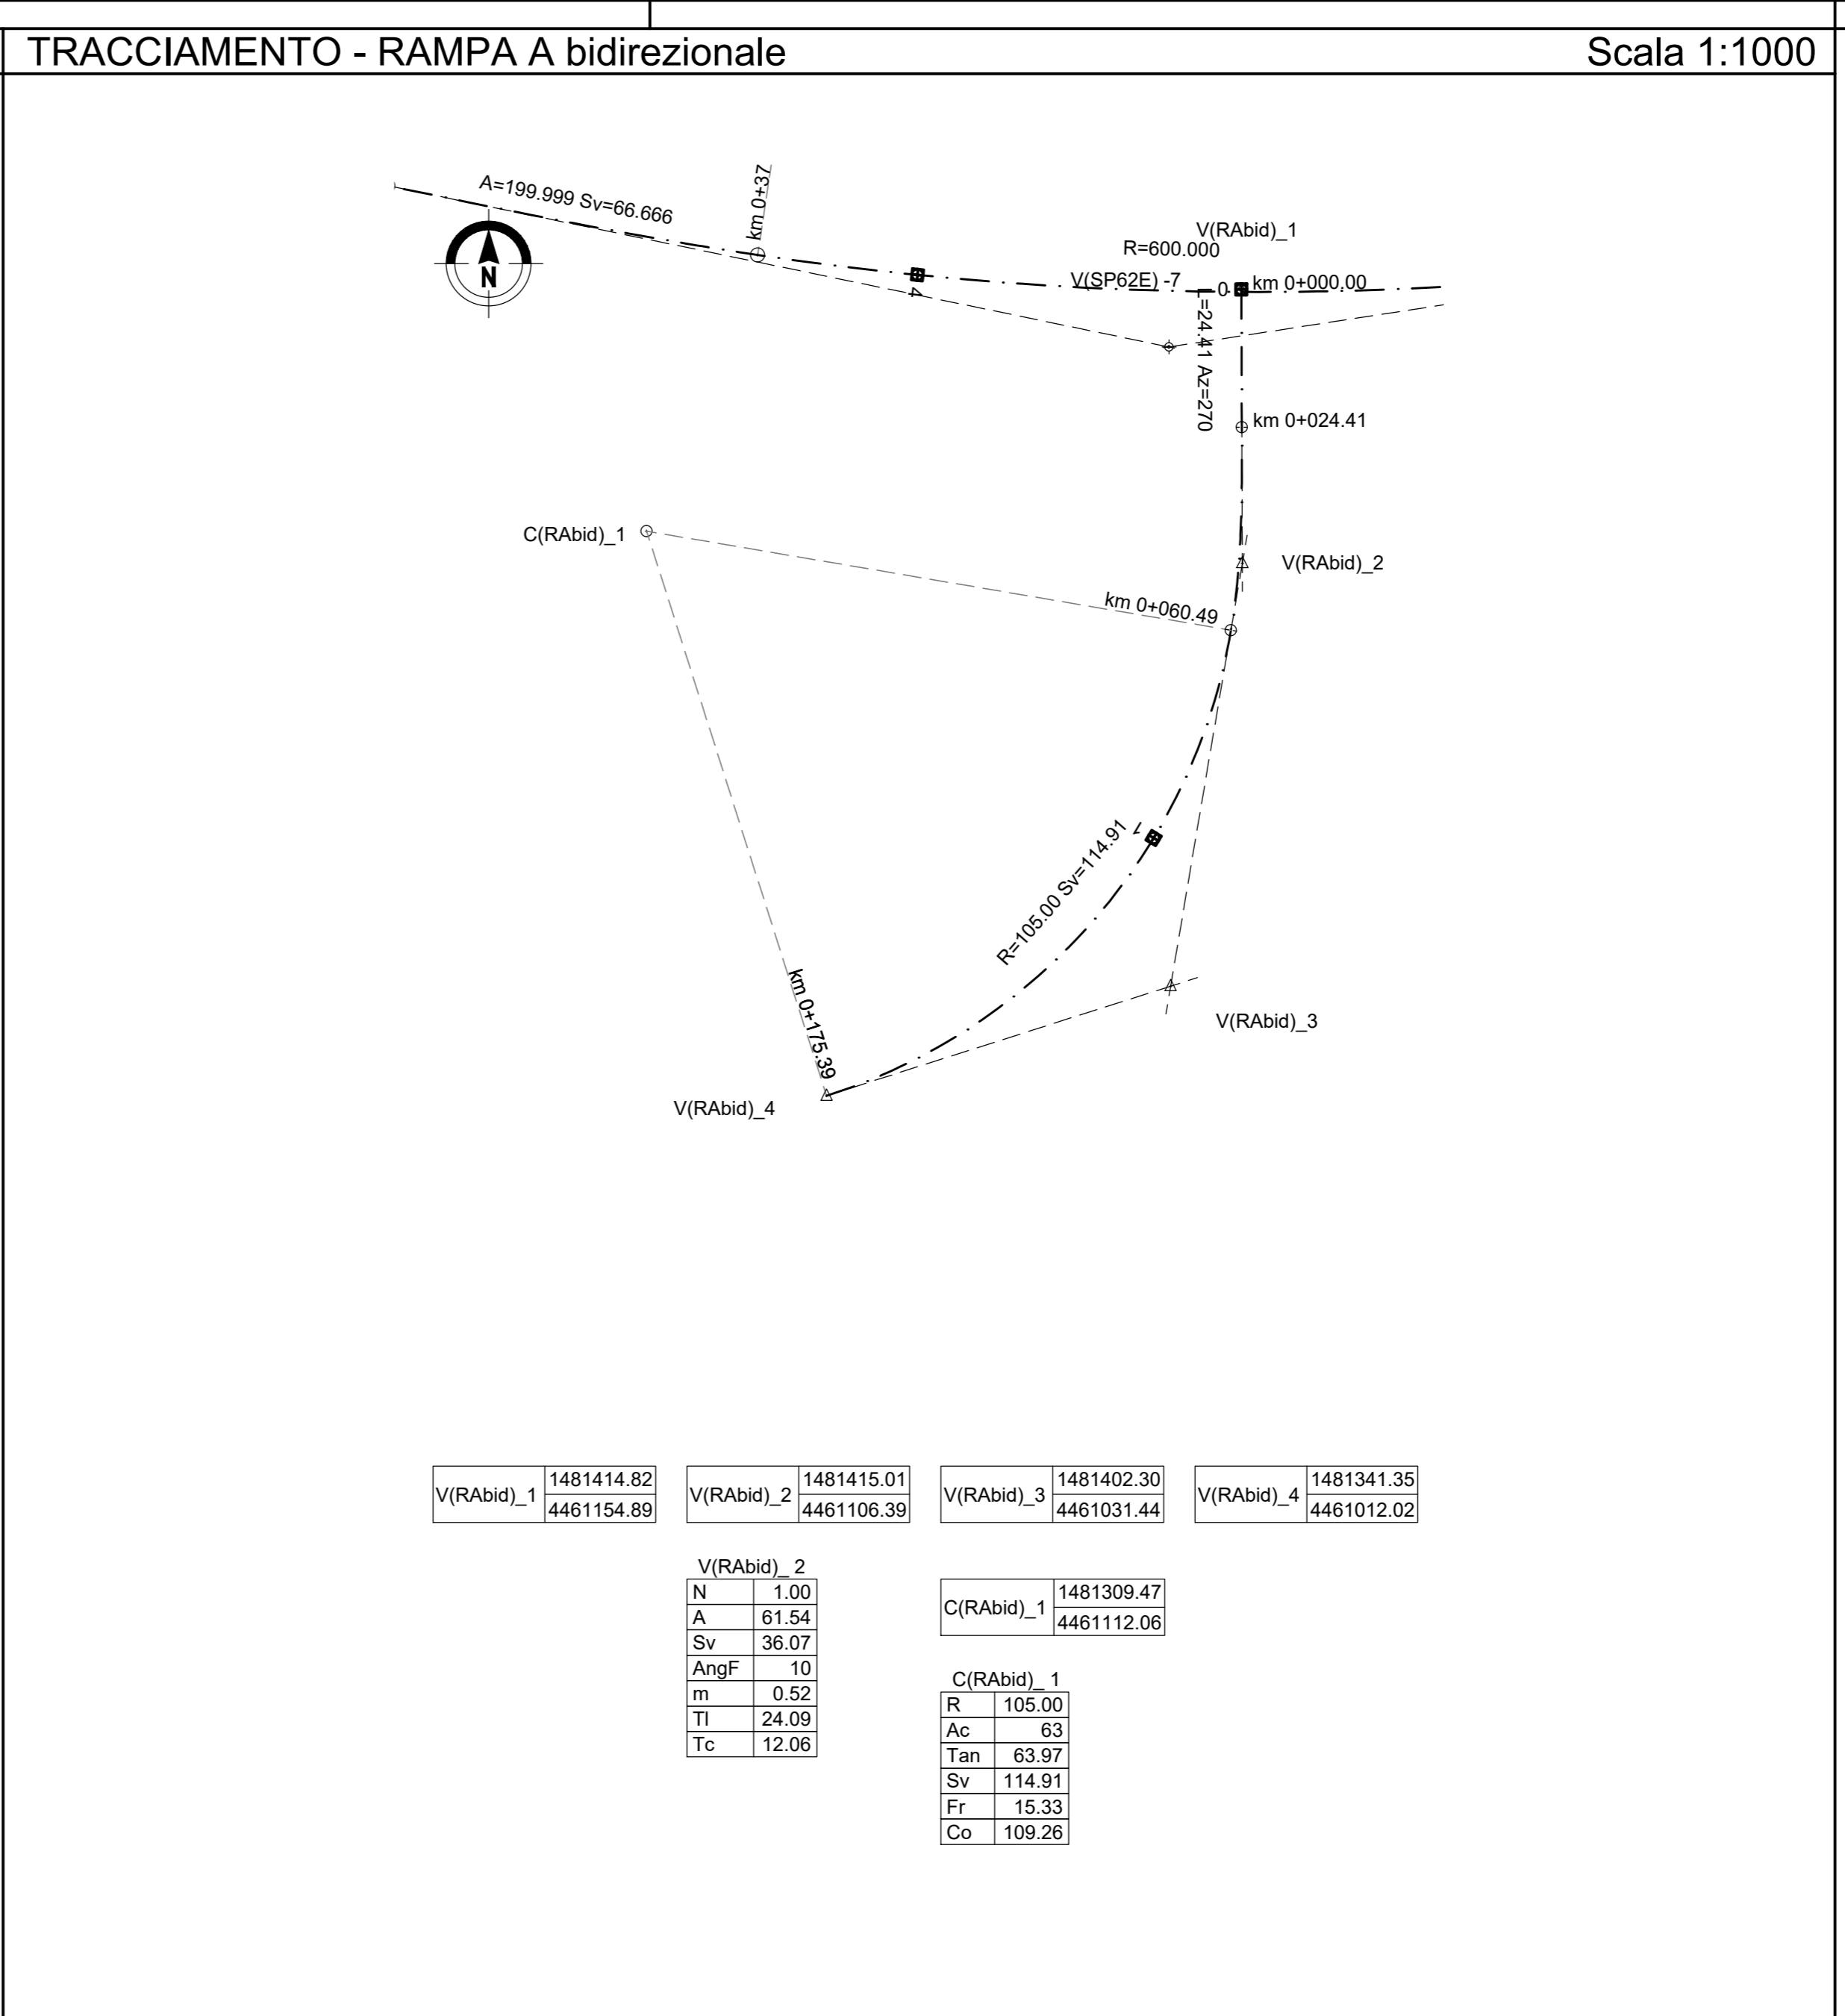 TRACCIAMENTO - RAMPA A bidirezionale
Scala 1:1000
A=199.999 Sv=66.666
km 0+37
V(RAbid)_1
R=600.000
V(SP62E) -7
0
km 0+000.00
4
L=24.41 Az=270
N
km 0+024.41
C(RAbid)_1
V(RAbid)_2
km 0+060.49
1
R=105.00 Sv=114.91
km 0+175.39
V(RAbid)_3
V(RAbid)_4
V(RAbid)_1
1481414.82
4461154.89
V(RAbid)_2
1481415.01
4461106.39
V(RAbid)_3
1481402.30
4461031.44
V(RAbid)_4
1481341.35
4461012.02
V(RAbid)_ 2
N 1.00
A 61.54
Sv 36.07
AngF 10
m 0.52
Tl 24.09
Tc 12.06
C(RAbid)_1
1481309.47
4461112.06
C(RAbid)_ 1
R 105.00
Ac 63
Tan 63.97
Sv 114.91
Fr 15.33
Co 109.26